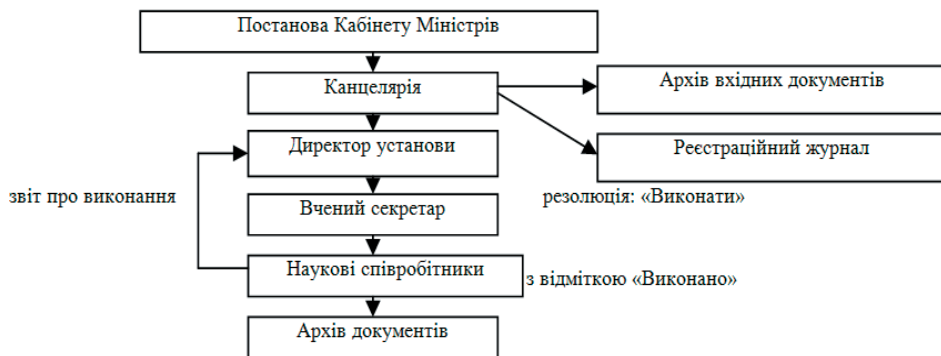 Постанова Кабінету Міністрів
Канцелярія
Архів вхідних документів
Директор установи
Реєстраційний журнал
звіт про виконання
Вчений секретар
резолюція: «Виконати»
Наукові співробітники
з відміткою «Виконано»
Архів документів